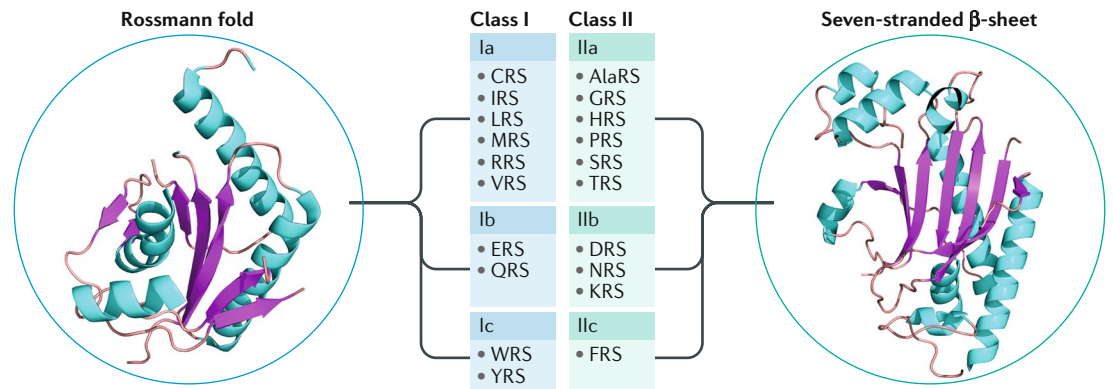 Rossmann fold
Class I
Class II
Seven-stranded β-sheet
Ia
• CRS
• IRS
• LRS
• MRS
• RRS
• VRS
Ib
• ERS
• QRS
Ic
• WRS
• YRS
IIa
• AlaRS
• GRS
• HRS
• PRS
• SRS
• TRS
IIb
• DRS
• NRS
• KRS
IIc
• FRS